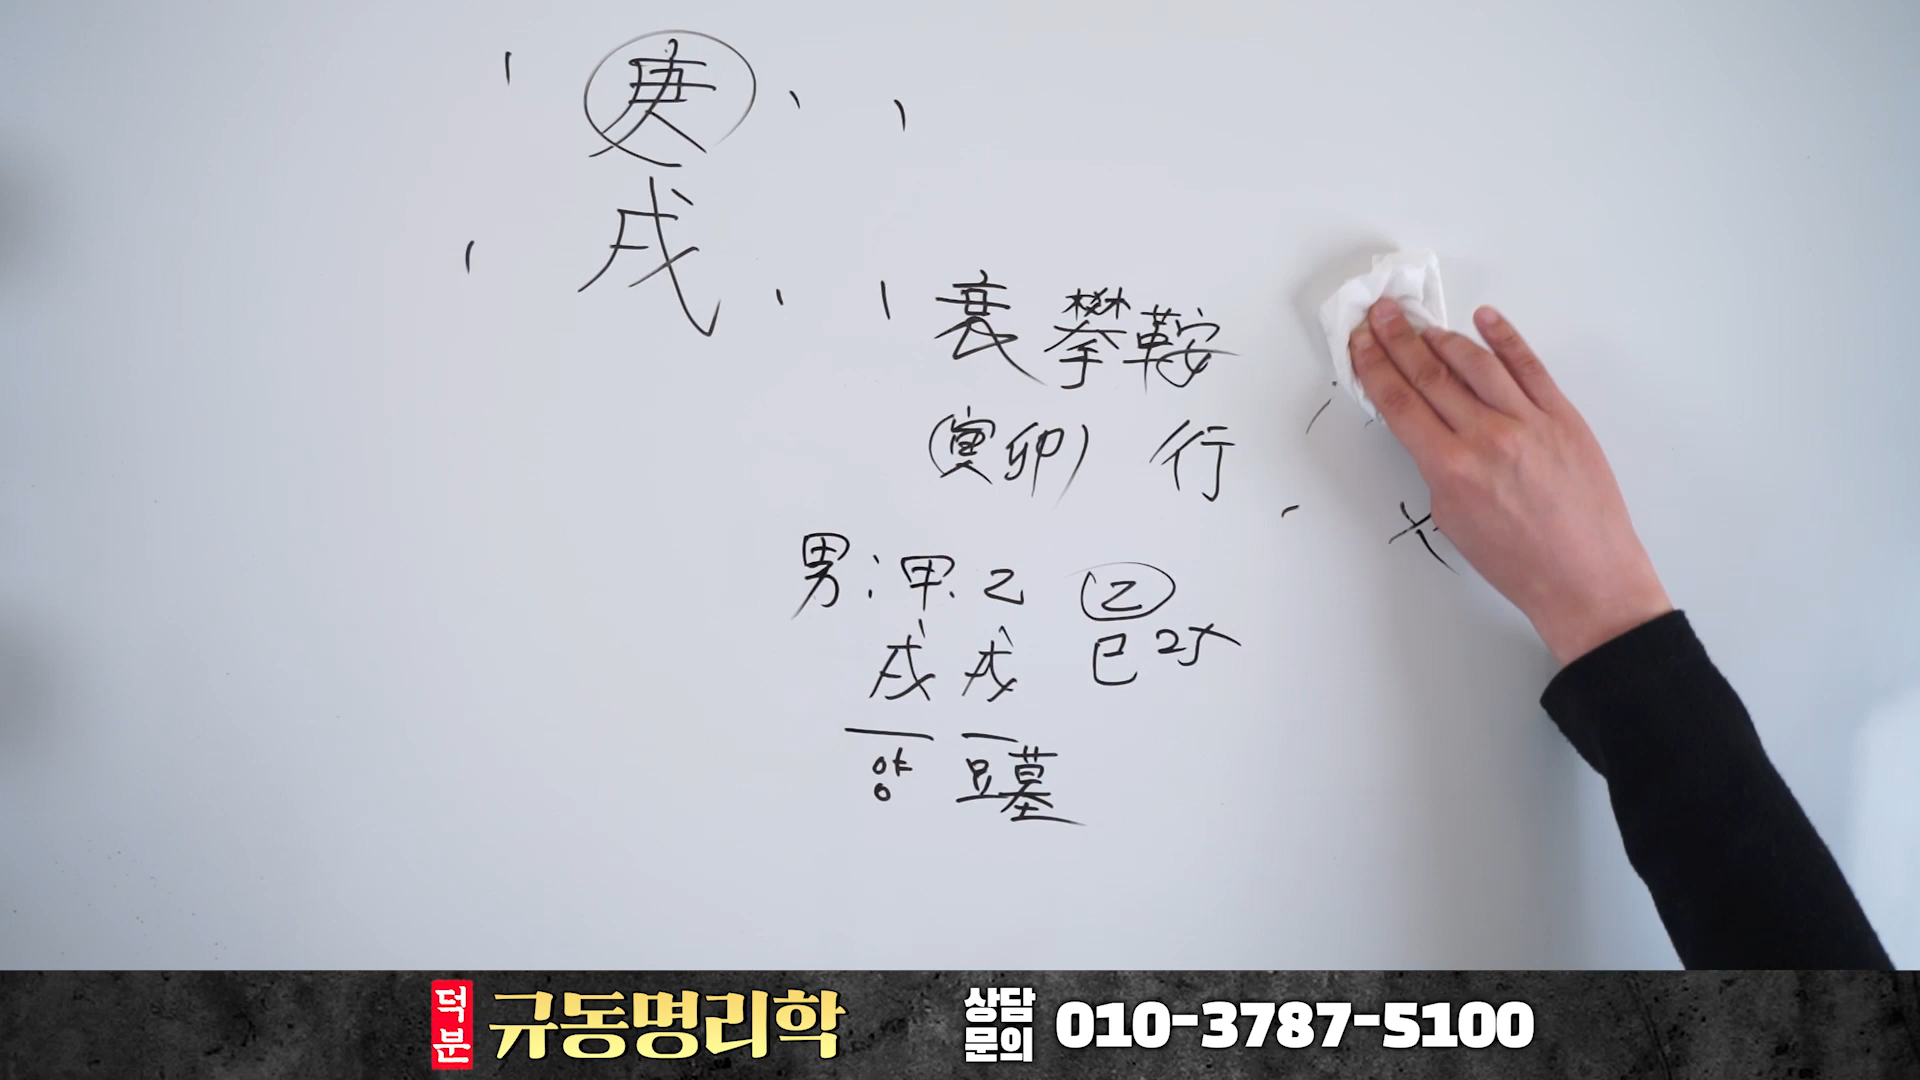 庚
戌
衰 攀鞍
(寅卯) 行
男: 甲. 乙 乙
戌 戌 巳 25
양 묘墓
덕분 규동명리학 상담문의 010-3787-5100